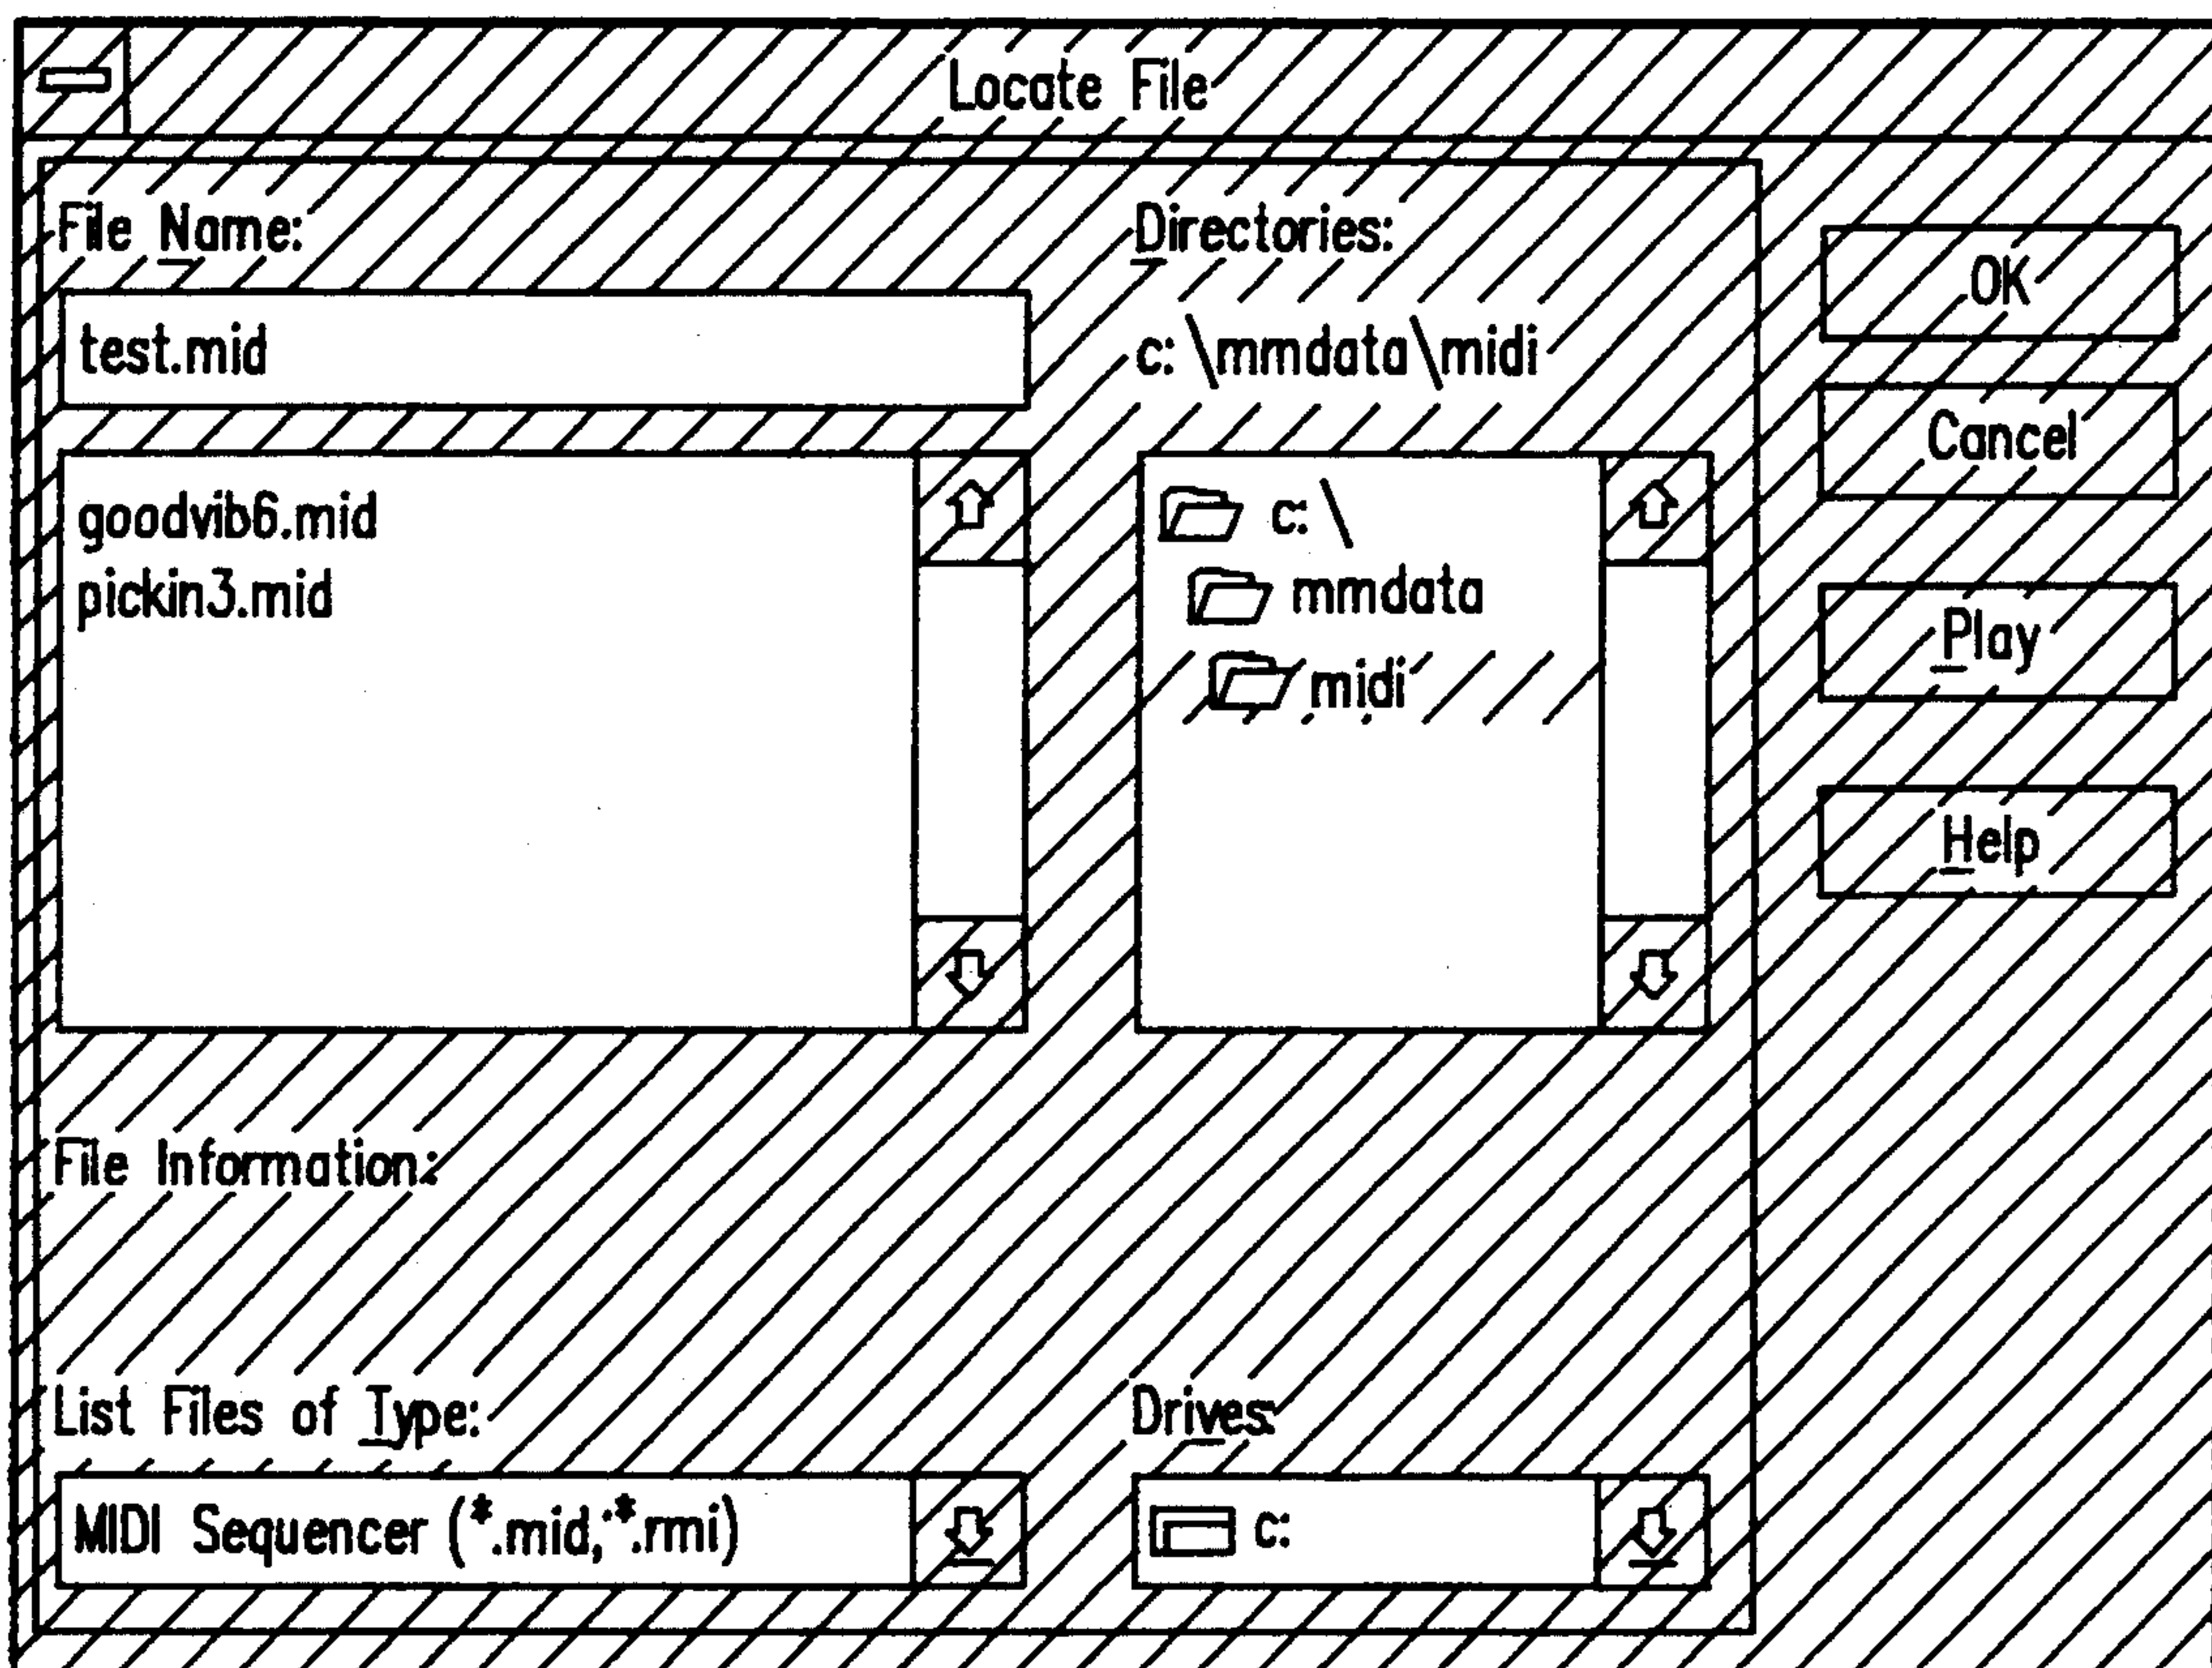 Locate File
File Name:
test.mid
goodvib6.mid
pickin3.mid
Directories:
c: \mmdata\midi
c: \
mmdata
midi
OK
Cancel
Play
Help
File Information:
List Files of Type:
MIDI Sequencer (*.mid;*.rmi)
Drives:
c: